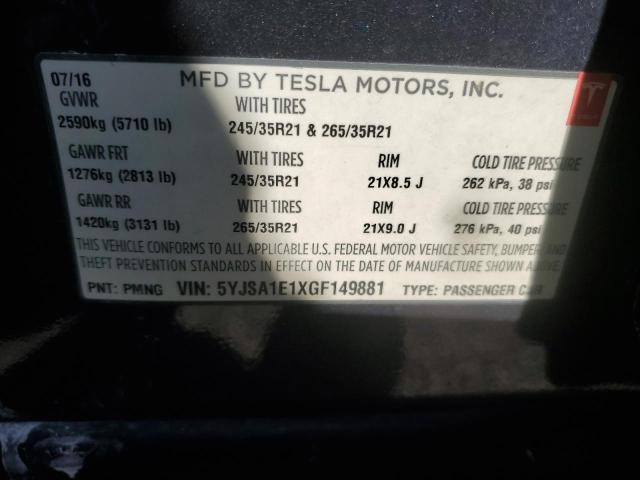 07/16 MFD BY TESLA MOTORS, INC.
GVWR WITH TIRES
2590kg (5710 lb) 245/35R21 & 265/35R21
GAWR FRT WITH TIRES RIM COLD TIRE PRESSURE
1276kg (2813 lb) 245/35R21 21X8.5 J 262 kPa, 38 psi
GAWR RR WITH TIRES RIM COLD TIRE PRESSURE
1420kg (3131 lb) 265/35R21 21X9.0 J 276 kPa, 40 psi
THIS VEHICLE CONFORMS TO ALL APPLICABLE U.S. FEDERAL MOTOR VEHICLE SAFETY, BUMPER, AND
THEFT PREVENTION STANDARDS IN EFFECT ON THE DATE OF MANUFACTURE SHOWN ABOVE.
PNT: PMNG VIN: 5YJSA1E1XGF149881 TYPE: PASSENGER CAR
TESLA